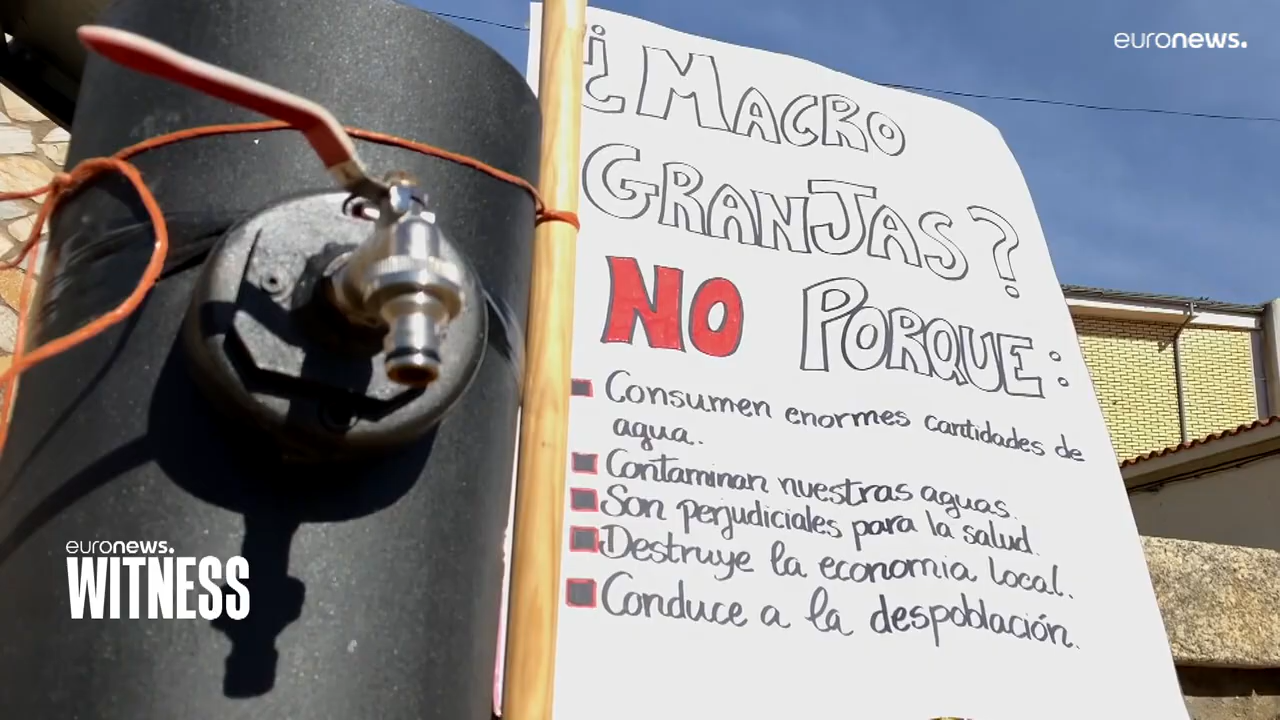 euronews.
¿MACRO
GRANJAS?
NO PORQUE:
Consumen enormes cantidades de
agua.
Contaminan nuestras aguas.
Son perjudiciales para la salud.
Destruye la economia local.
Conduce a la despoblación.
euronews.
WITNESS